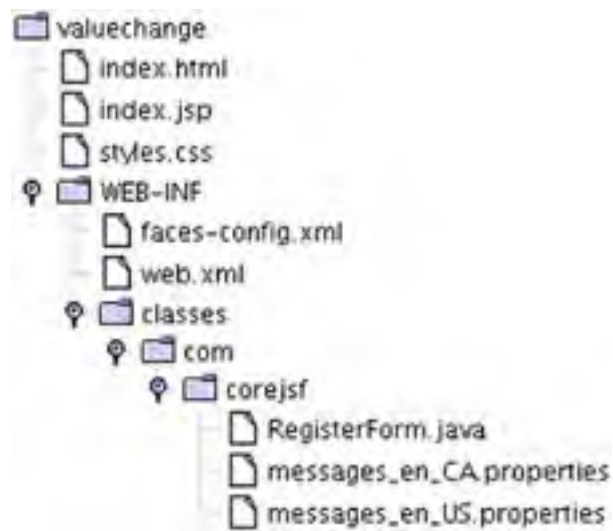 valuechange
index.html
index.jsp
styles.css
WEB-INF
faces-config.xml
web.xml
classes
com
corejsf
RegisterForm.java
messages_en_CA.properties
messages_en_US.properties